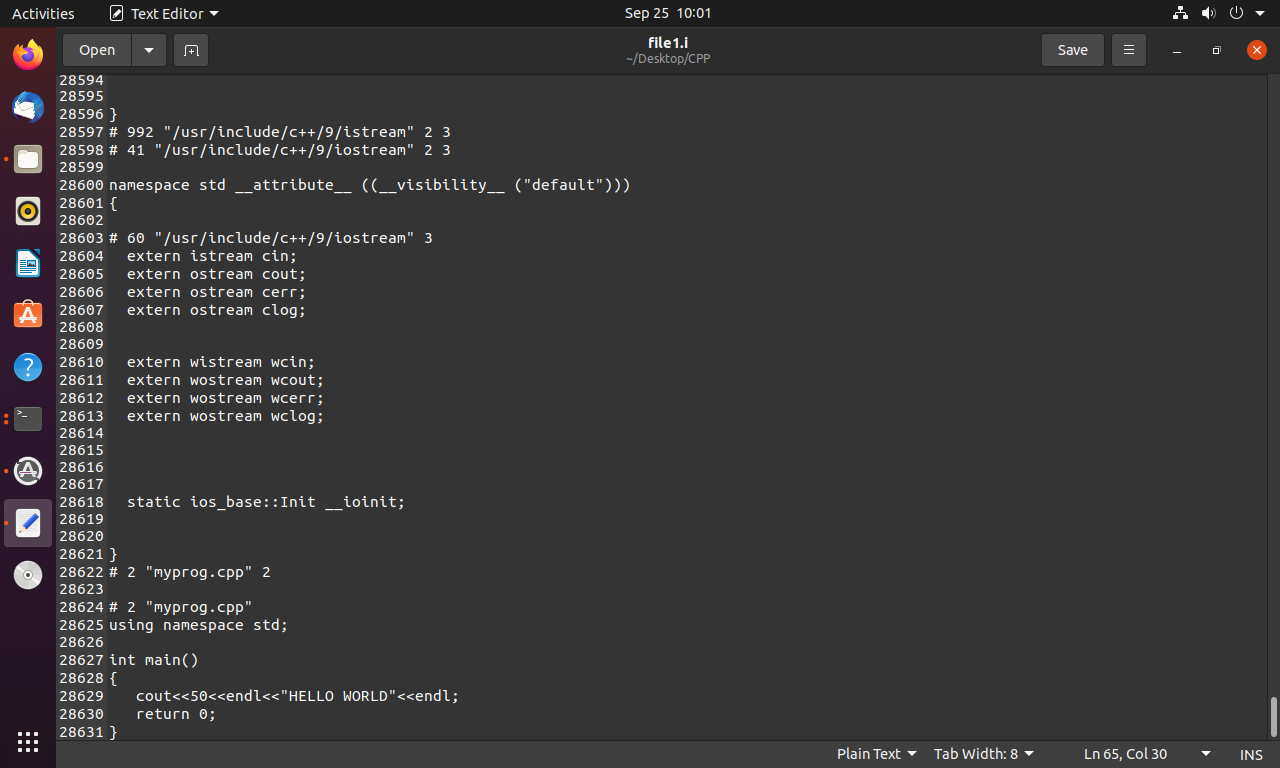 Activities Text Editor Sep 25 10:01
Open file1.i Save
~/Desktop/CPP
28594
28595
28596 }
28597 # 992 "/usr/include/c++/9/istream" 2 3
28598 # 41 "/usr/include/c++/9/iostream" 2 3
28599
28600 namespace std __attribute__ ((__visibility__ ("default")))
28601 {
28602
28603 # 60 "/usr/include/c++/9/iostream" 3
28604   extern istream cin;
28605   extern ostream cout;
28606   extern ostream cerr;
28607   extern ostream clog;
28608
28609
28610   extern wistream wcin;
28611   extern wostream wcout;
28612   extern wostream wcerr;
28613   extern wostream wclog;
28614
28615
28616
28617
28618   static ios_base::Init __ioinit;
28619
28620
28621 }
28622 # 2 "myprog.cpp" 2
28623
28624 # 2 "myprog.cpp"
28625 using namespace std;
28626
28627 int main()
28628 {
28629    cout<<50<<endl<<"HELLO WORLD"<<endl;
28630    return 0;
28631 }
Plain Text Tab Width: 8 Ln 65, Col 30 INS